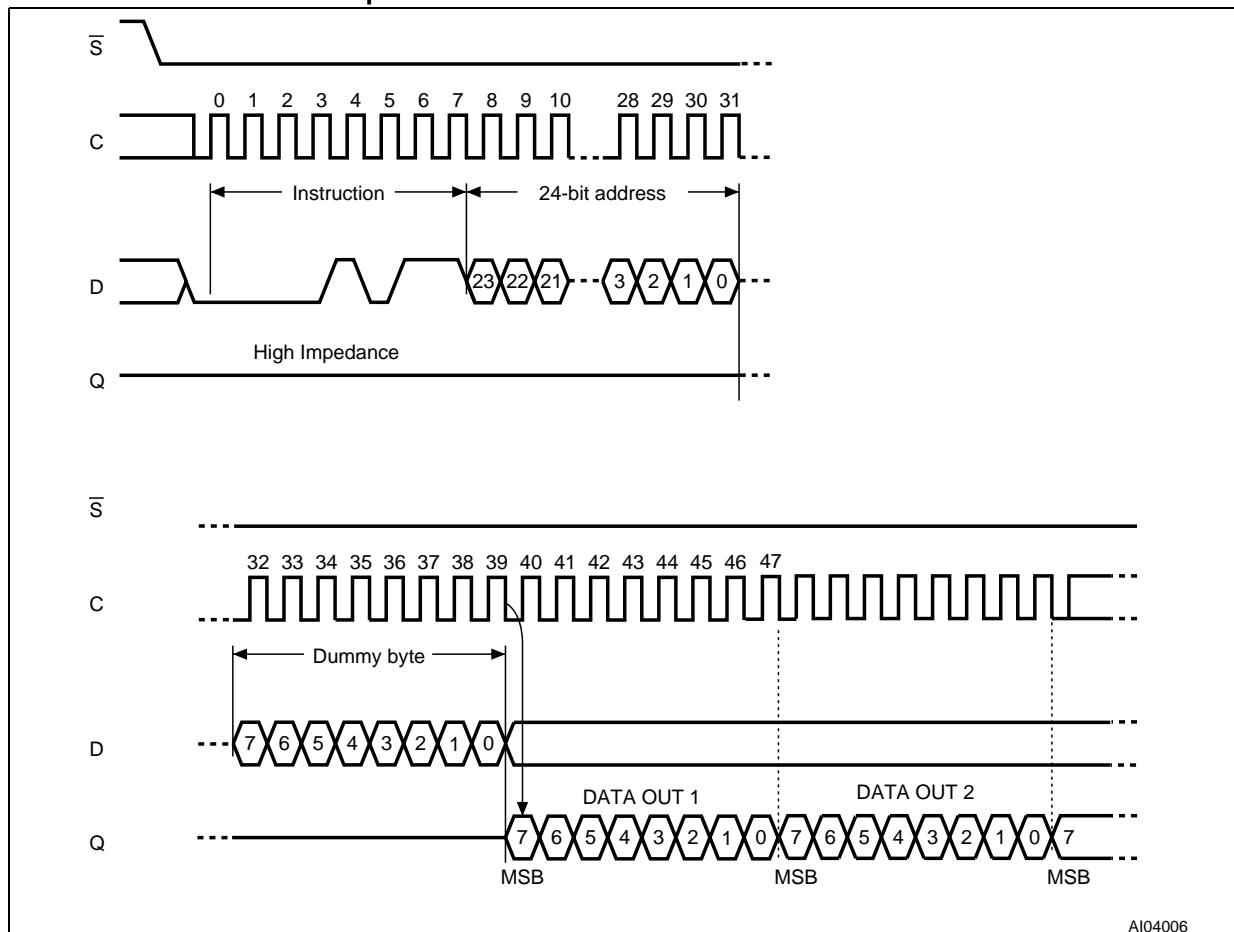 S
0 1 2 3 4 5 6 7 8 9 10 28 29 30 31
C
Instruction 24-bit address
D 23 22 21 3 2 1 0
High Impedance
Q
S
32 33 34 35 36 37 38 39 40 41 42 43 44 45 46 47
C
Dummy byte
D 7 6 5 4 3 2 1 0
DATA OUT 1 DATA OUT 2
Q 7 6 5 4 3 2 1 0 7 6 5 4 3 2 1 0 7
MSB MSB MSB
AI04006